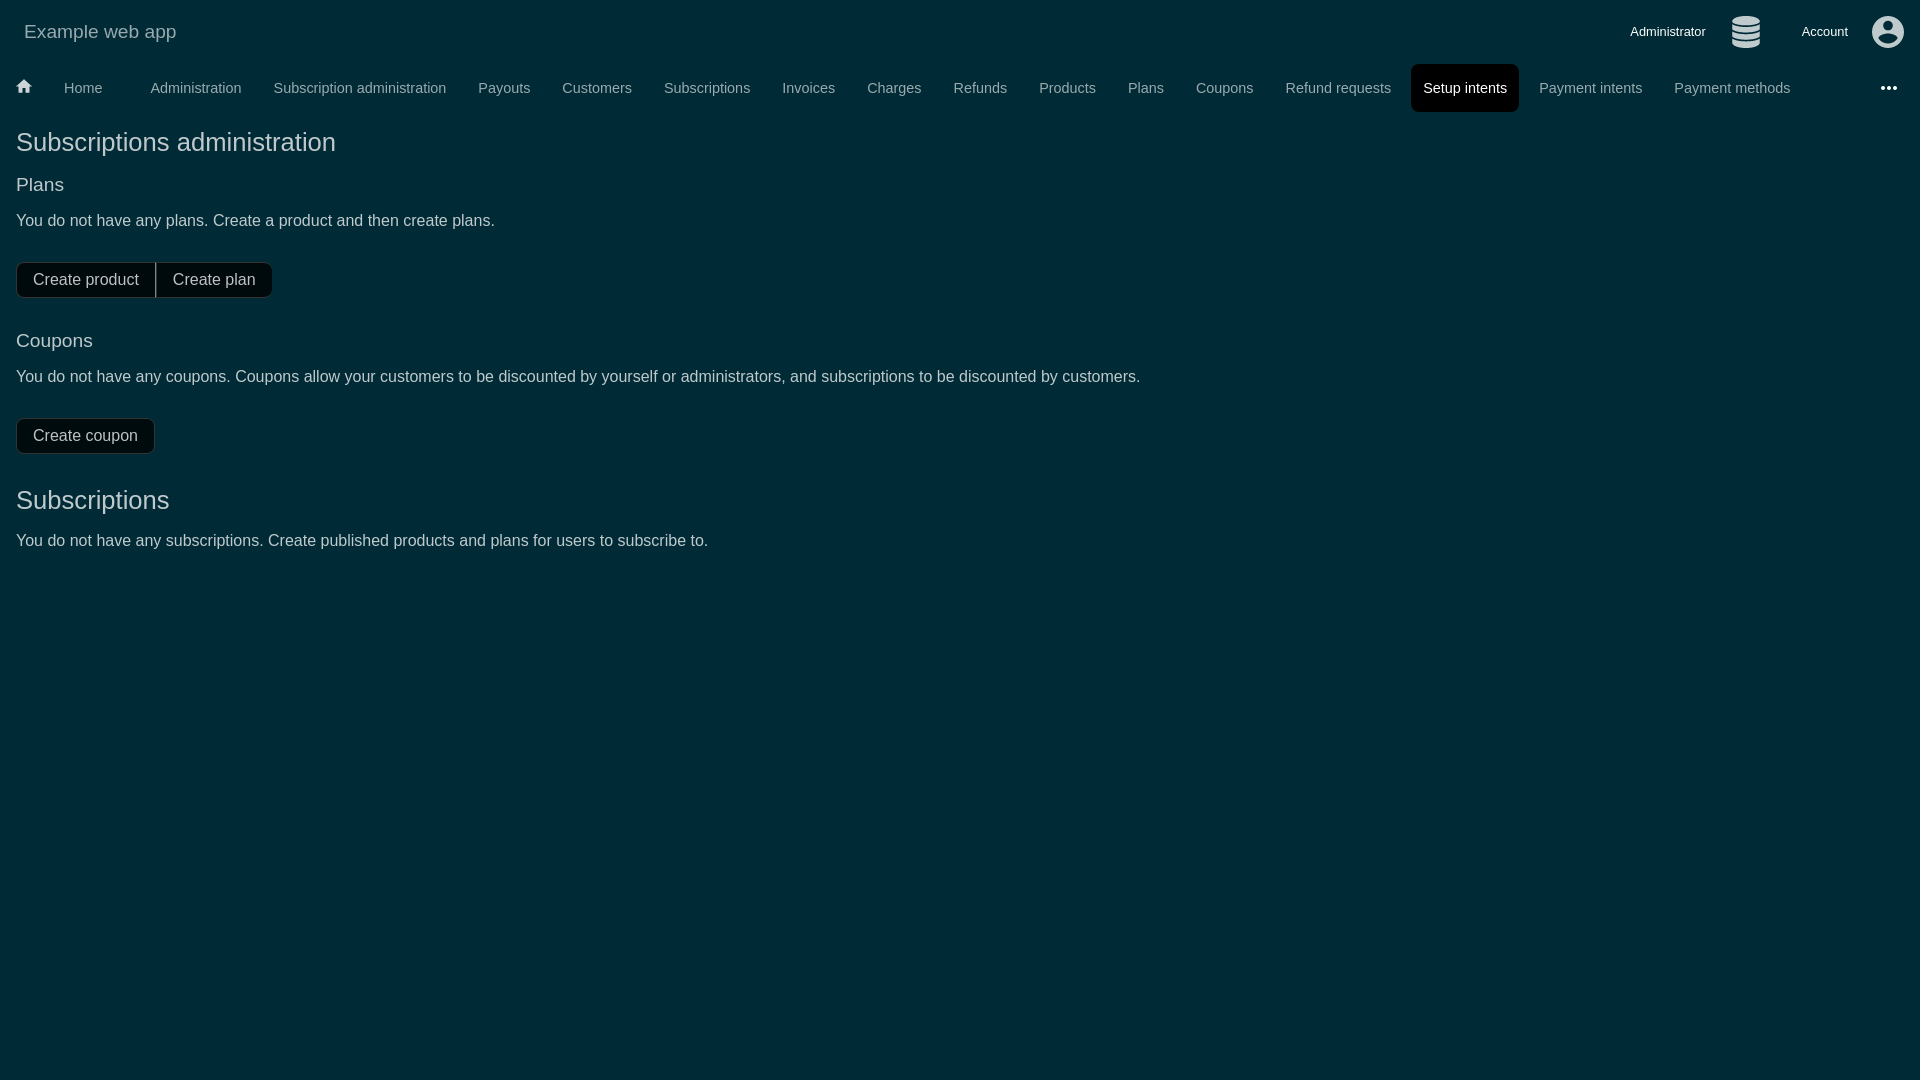 Example web app
Administrator
Account
Home Administration Subscription administration Payouts Customers Subscriptions Invoices Charges Refunds Products Plans Coupons Refund requests Setup intents Payment intents Payment methods
Subscriptions administration
Plans
You do not have any plans. Create a product and then create plans.
Create product Create plan
Coupons
You do not have any coupons. Coupons allow your customers to be discounted by yourself or administrators, and subscriptions to be discounted by customers.
Create coupon
Subscriptions
You do not have any subscriptions. Create published products and plans for users to subscribe to.